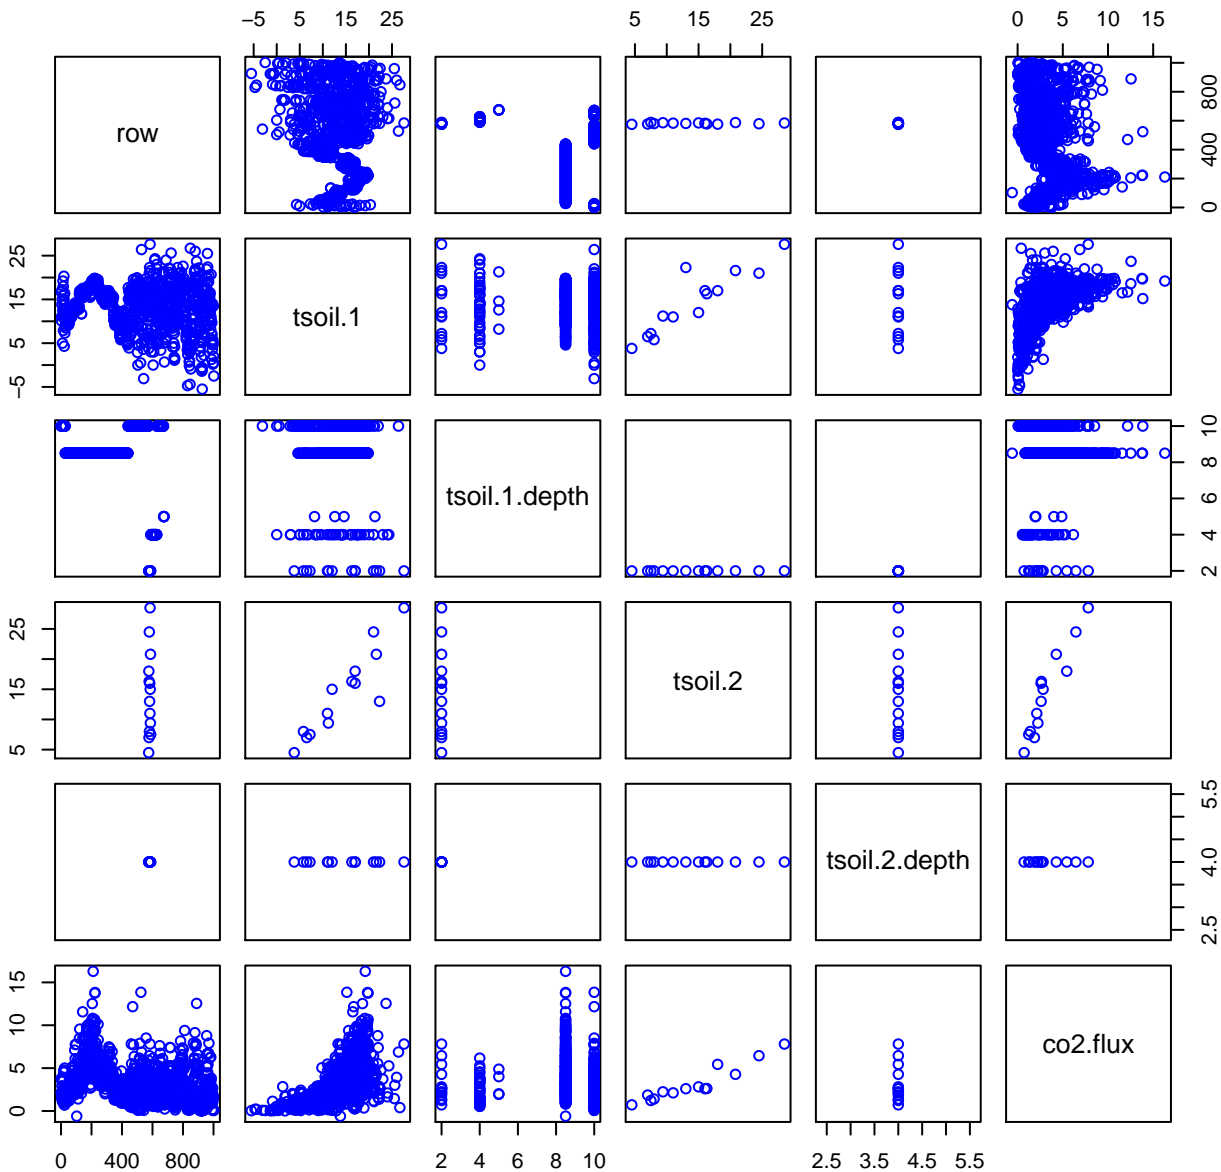 −5 5 15 25 5 15 25 0 5 10 15
row 0 400 800
−5 5 15 25 tsoil.1
tsoil.1.depth 2 4 6 8 10
5 15 25 tsoil.2
tsoil.2.depth 2.5 4.0 5.5
0 5 10 15 co2.flux
0 400 800 2 4 6 8 10 2.5 3.5 4.5 5.5